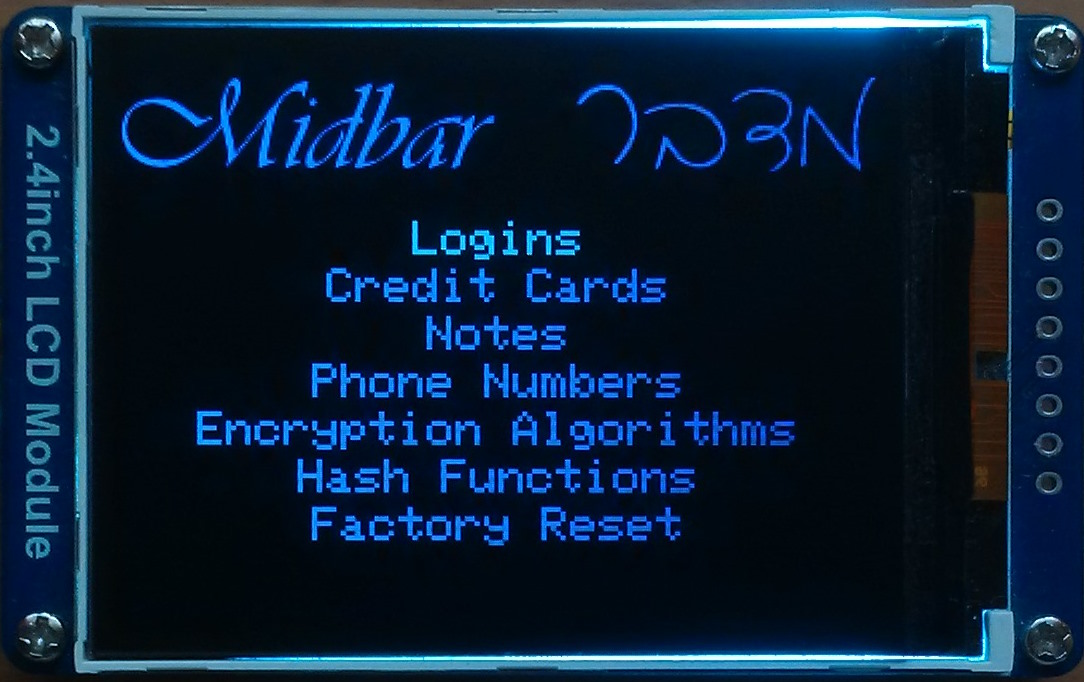 2.4inch LCD Module
Midbar מדבר
Logins
Credit Cards
Notes
Phone Numbers
Encryption Algorithms
Hash Functions
Factory Reset